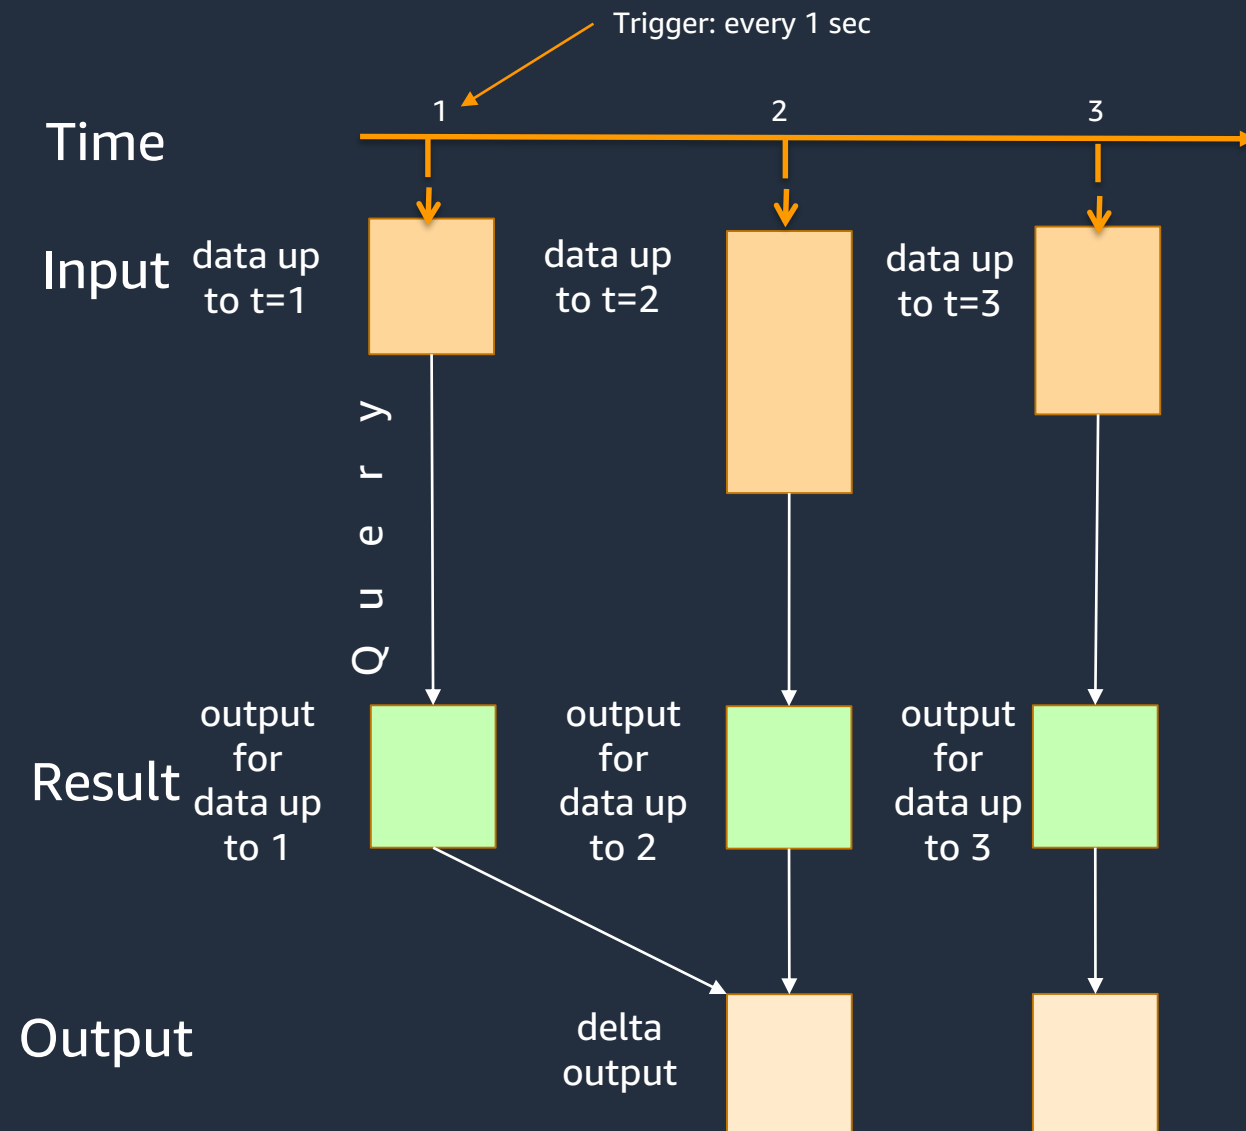 Trigger: every 1 sec
1
2
3
Time
Input
data up
to t=1
data up
to t=2
data up
to t=3
Query
Result
output
for
data up
to 1
output
for
data up
to 2
output
for
data up
to 3
Output
delta
output